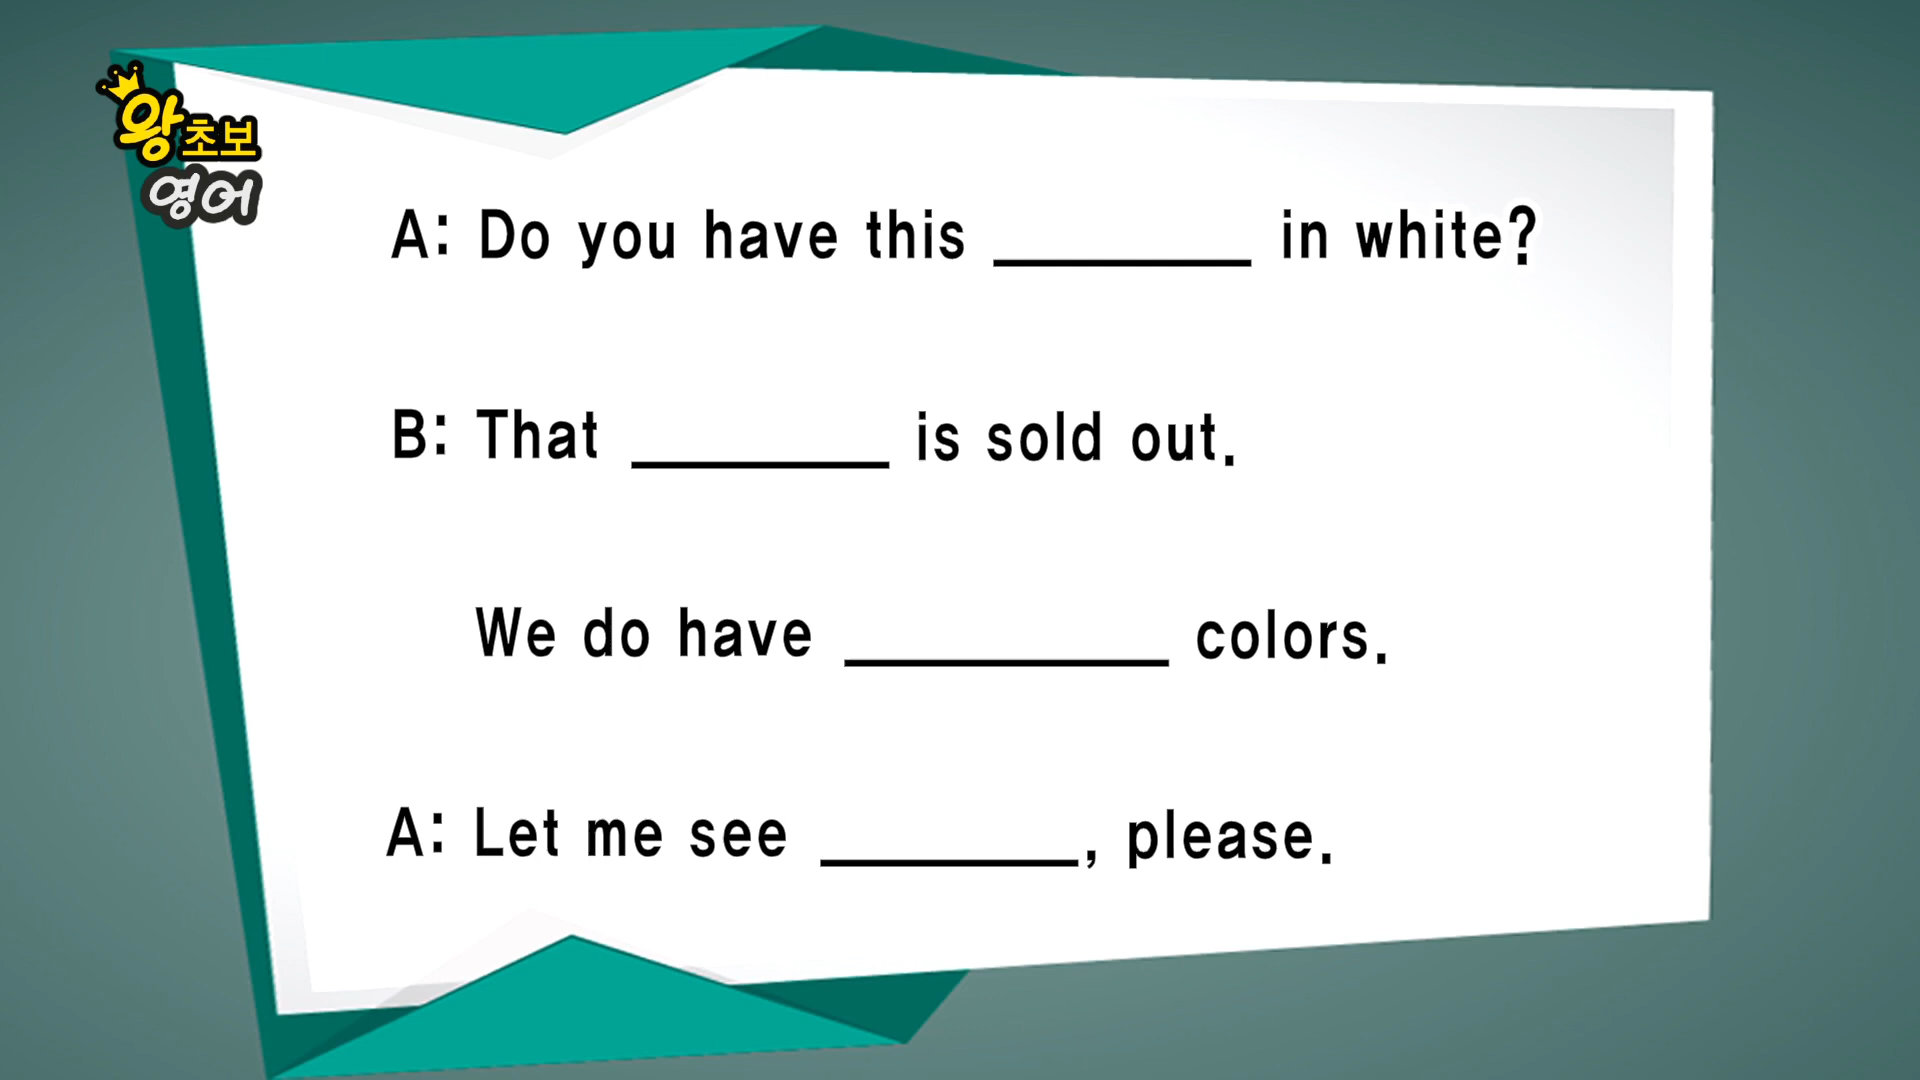 왕초보
영어
A: Do you have this ________ in white?
B: That ________ is sold out.
We do have __________ colors.
A: Let me see ________, please.